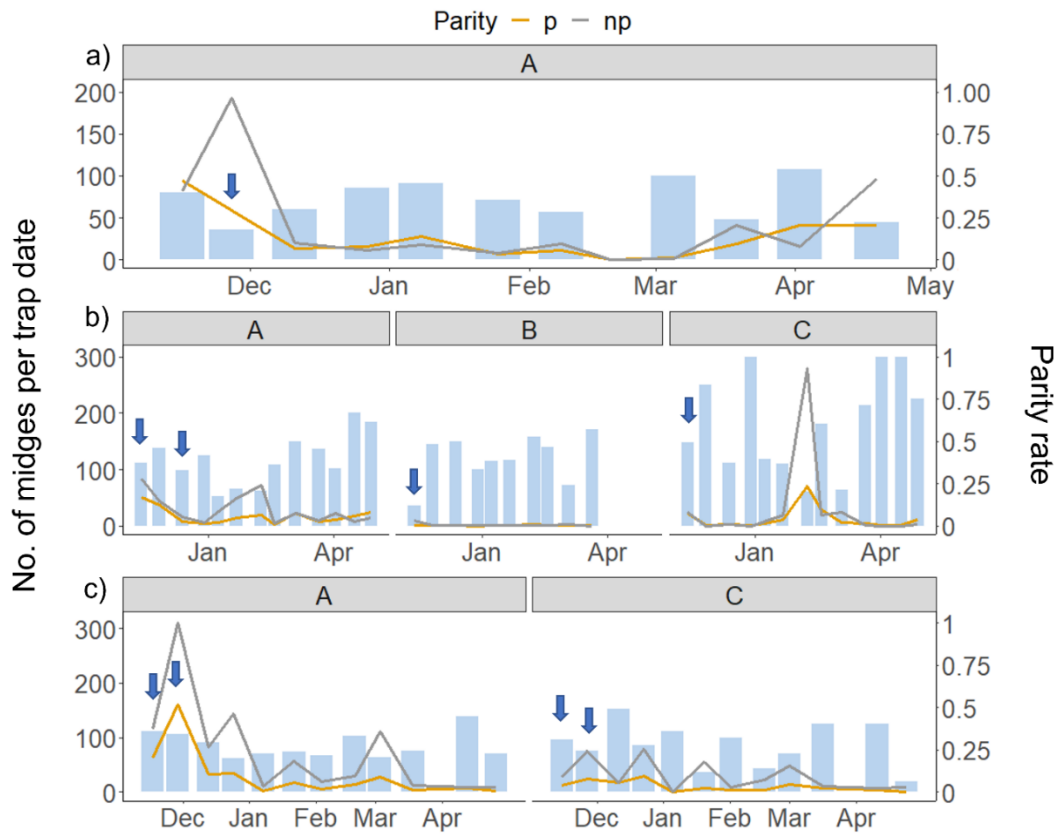 Parity p np
a)
A
200
150
100
50
0
1.00
0.75
0.5
0.25
0
Dec Jan Feb Mar Apr May
No. of midges per trap date
Parity rate
b)
A B C
300
200
100
0
1
0.75
0.5
0.25
0
Jan Apr Jan Apr Jan Apr
c)
A C
300
200
100
0
1
0.75
0.5
0.25
0
Dec Jan Feb Mar Apr Dec Jan Feb Mar Apr